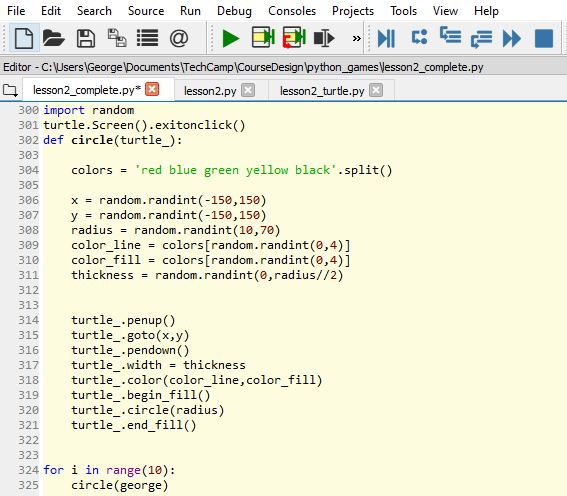 File Edit Search Source Run Debug Consoles Projects Tools View Help
@ »
Editor - C:\Users\George\Documents\TechCamp\CourseDesign\python_games\lesson2_complete.py
lesson2_complete.py* lesson2.py lesson2_turtle.py
300 import random
301 turtle.Screen().exitonclick()
302 def circle(turtle_):
303
304     colors = 'red blue green yellow black'.split()
305
306     x = random.randint(-150,150)
307     y = random.randint(-150,150)
308     radius = random.randint(10,70)
309     color_line = colors[random.randint(0,4)]
310     color_fill = colors[random.randint(0,4)]
311     thickness = random.randint(0,radius//2)
312
313
314     turtle_.penup()
315     turtle_.goto(x,y)
316     turtle_.pendown()
317     turtle_.width = thickness
318     turtle_.color(color_line,color_fill)
319     turtle_.begin_fill()
320     turtle_.circle(radius)
321     turtle_.end_fill()
322
323
324 for i in range(10):
325     circle(george)